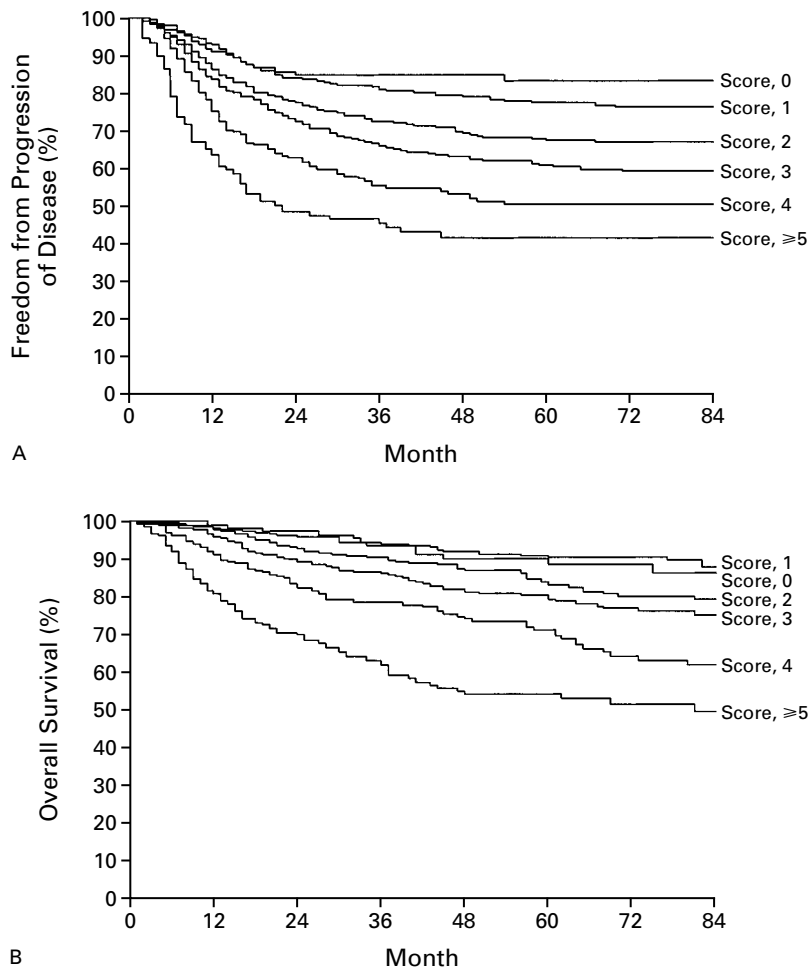 100
90
80
70
60
50
40
30
20
10
0
Freedom from Progression
of Disease (%)
Score, 0
Score, 1
Score, 2
Score, 3
Score, 4
Score, ⩾5
0 12 24 36 48 60 72 84
Month
A
100
90
80
70
60
50
40
30
20
10
0
Overall Survival (%)
Score, 1
Score, 0
Score, 2
Score, 3
Score, 4
Score, ⩾5
0 12 24 36 48 60 72 84
Month
B